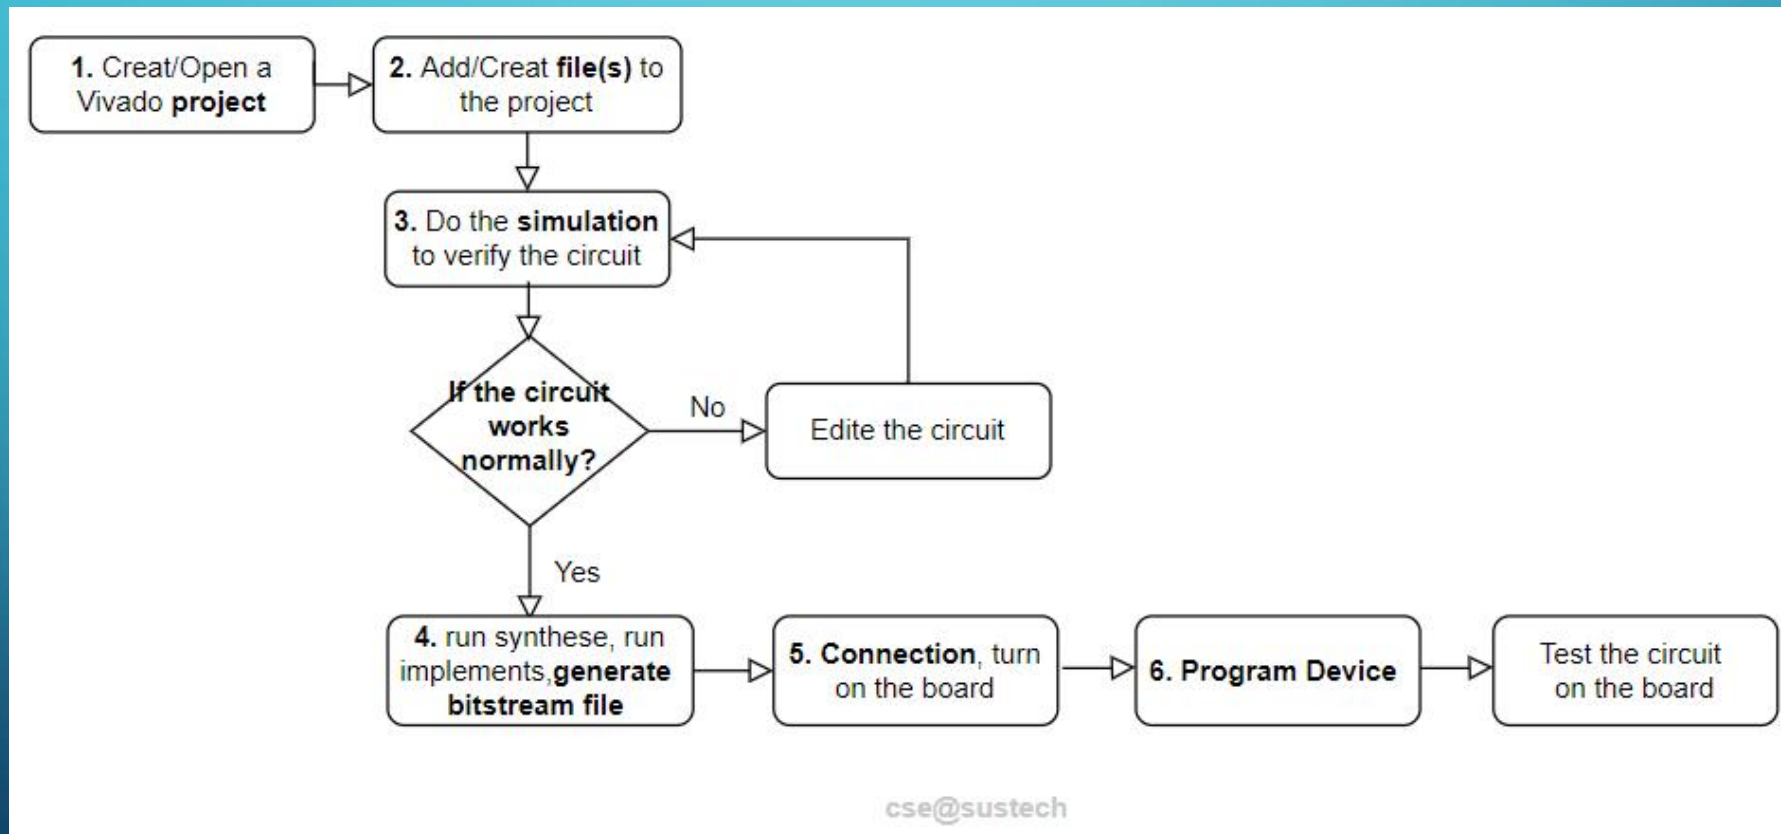 1. Creat/Open a
Vivado project
2. Add/Creat file(s) to
the project
3. Do the simulation
to verify the circuit
If the circuit
works
normally?
No
Edite the circuit
Yes
4. run synthese, run
implements,generate
bitstream file
5. Connection, turn
on the board
6. Program Device
Test the circuit
on the board
cse@sustech